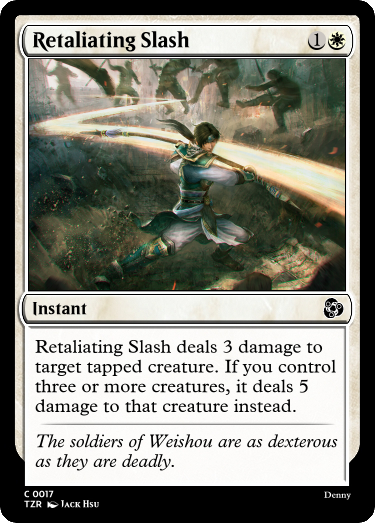 Retaliating Slash 1
Instant
Retaliating Slash deals 3 damage to
target tapped creature. If you control
three or more creatures, it deals 5
damage to that creature instead.
The soldiers of Weishou are as dexterous
as they are deadly.
C 0017
Denny
TZR Jack Hsu